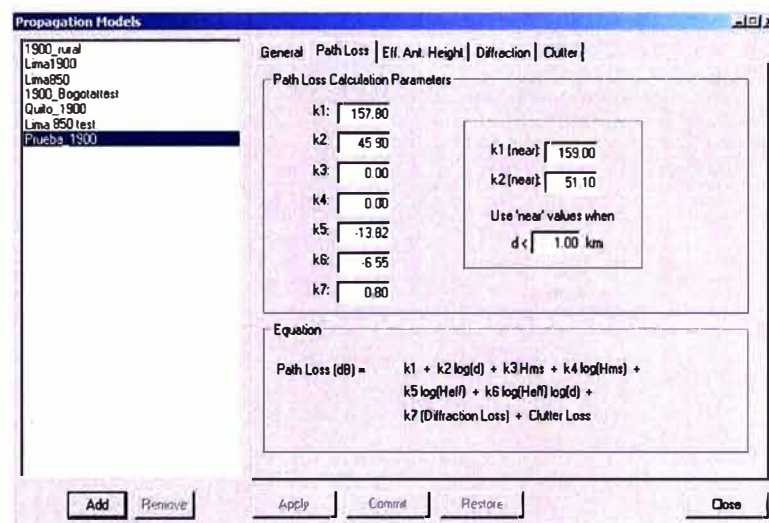 Propagation Models
1900_rural
Lima1900
Lima850
1900_Bogotatest
Quito_1900
Lima 850 test
Prueba_1900
General Path Loss Eff. Ant. Height Diffraction Clutter
Path Loss Calculation Parameters
k1: 157.80
k2: 45.90
k3: 0.00
k4: 0.00
k5: -13.82
k6: -6.55
k7: 0.80
k1 (near): 159.00
k2 (near): 51.10
Use 'near' values when
d < 1.00 km
Equation
Path Loss (dB) = k1 + k2 log(d) + k3 Hms + k4 log(Hms) +
k5 log(Heff) + k6 log(Heff) log(d) +
k7 (Diffraction Loss) + Clutter Loss
Add Remove Apply Commit Restore Close